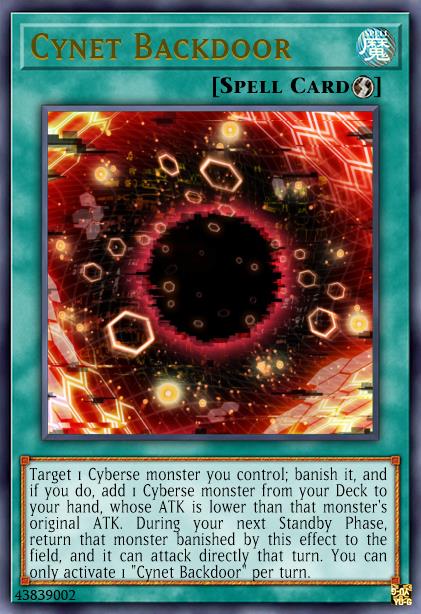 Cynet Backdoor
SPELL
魔
[Spell Card]
Target 1 Cyberse monster you control; banish it, and
if you do, add 1 Cyberse monster from your Deck to
your hand, whose ATK is lower than that monster's
original ATK. During your next Standby Phase,
return that monster banished by this effect to the
field, and it can attack directly that turn. You can
only activate 1 "Cynet Backdoor" per turn.
43839002